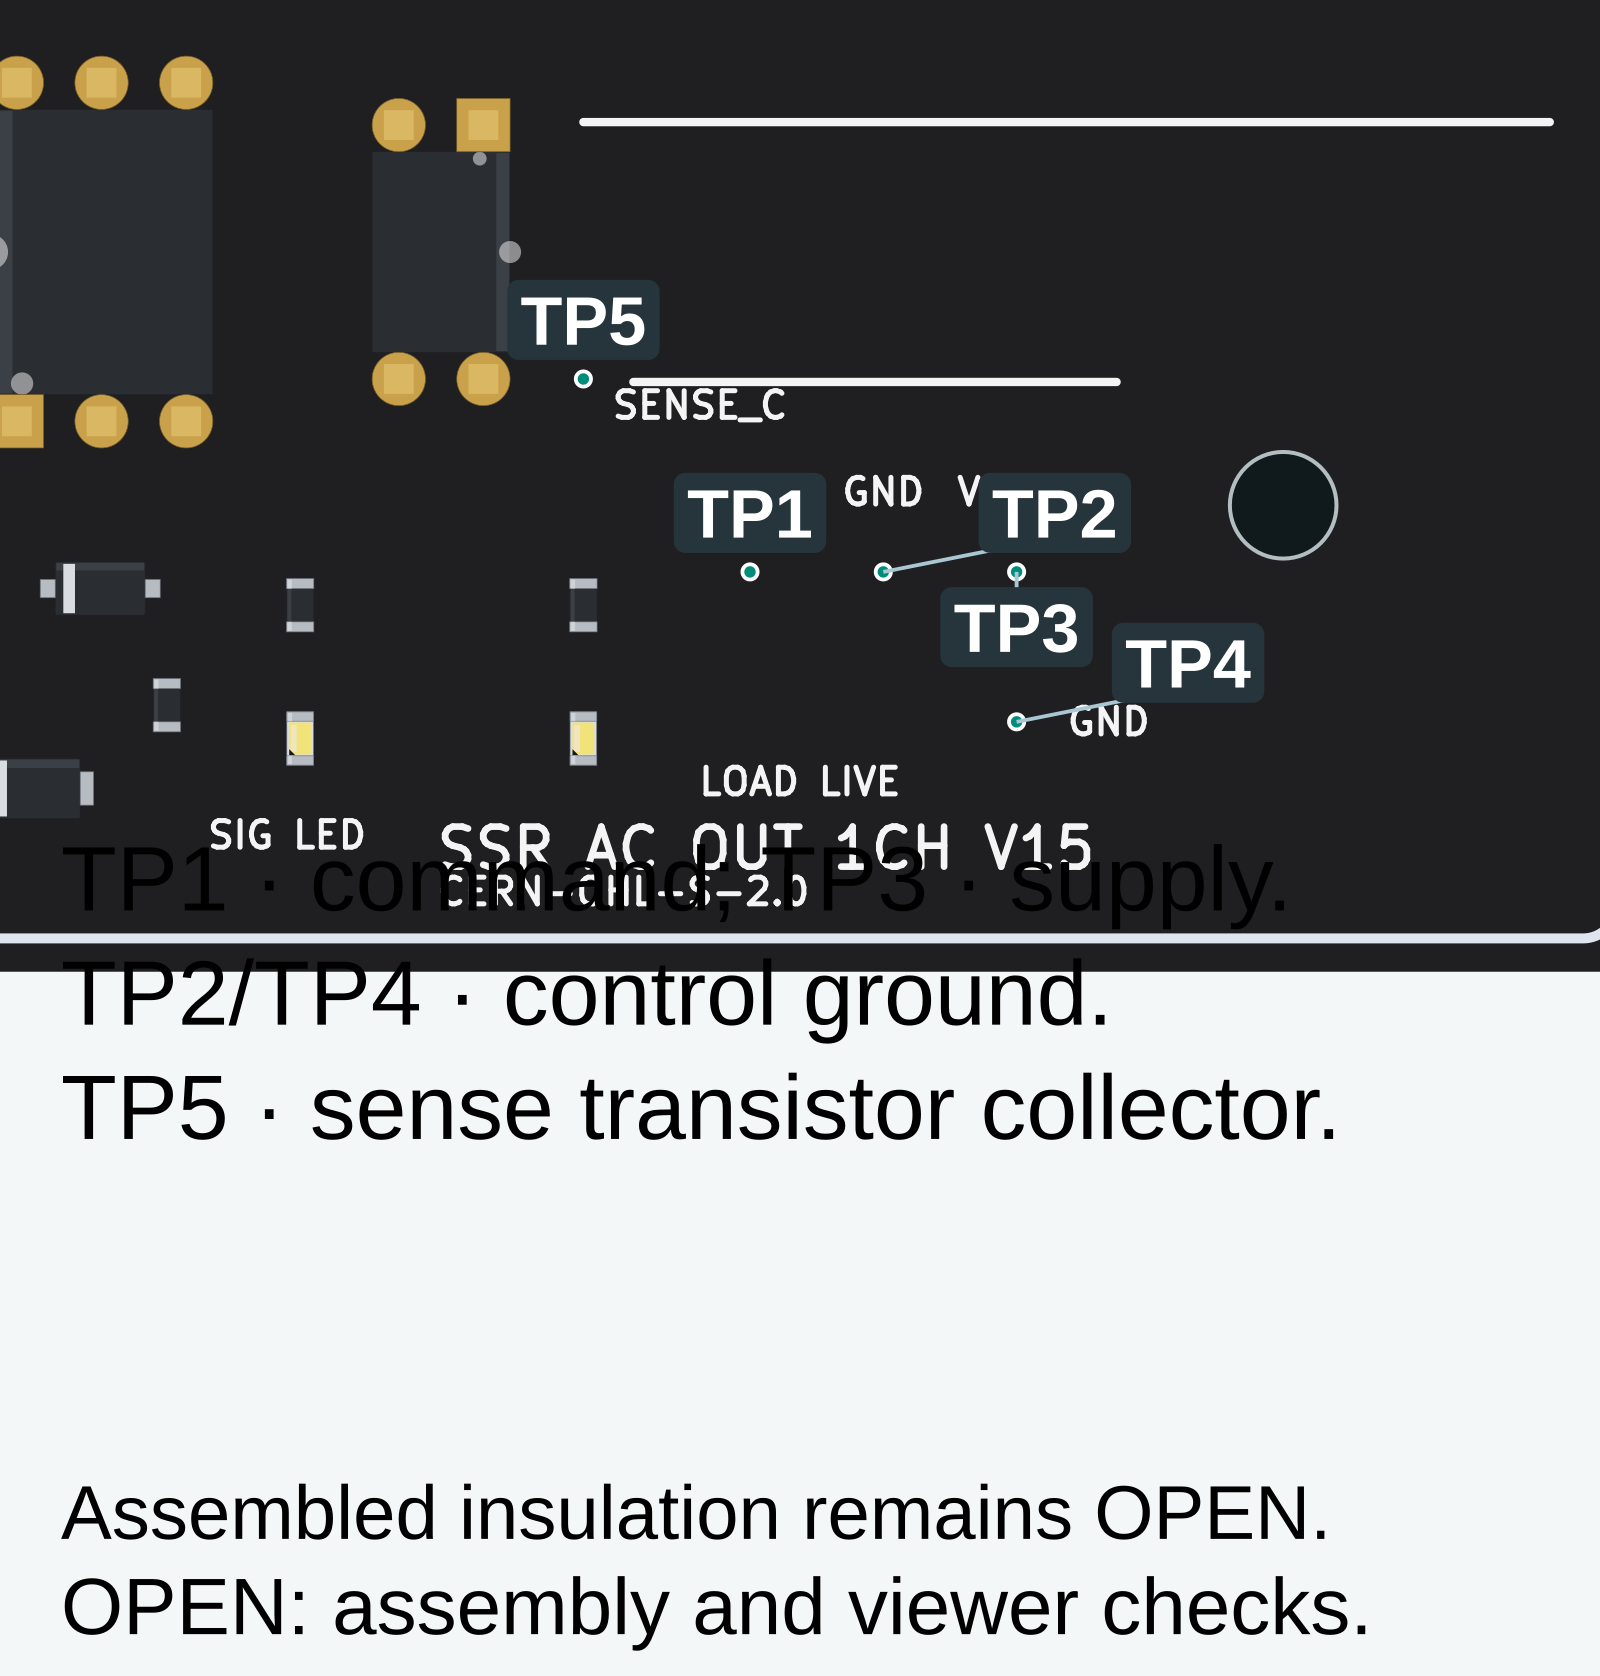 TP5
SENSE_C
TP1 GND V TP2
TP3
TP4
GND
LOAD LIVE
SIG LED
SSR AC OUT 1CH V15
TP1 · command; TP3 · supply.
CERN-OHL-S-2.0
TP2/TP4 · control ground.
TP5 · sense transistor collector.
Assembled insulation remains OPEN.
OPEN: assembly and viewer checks.